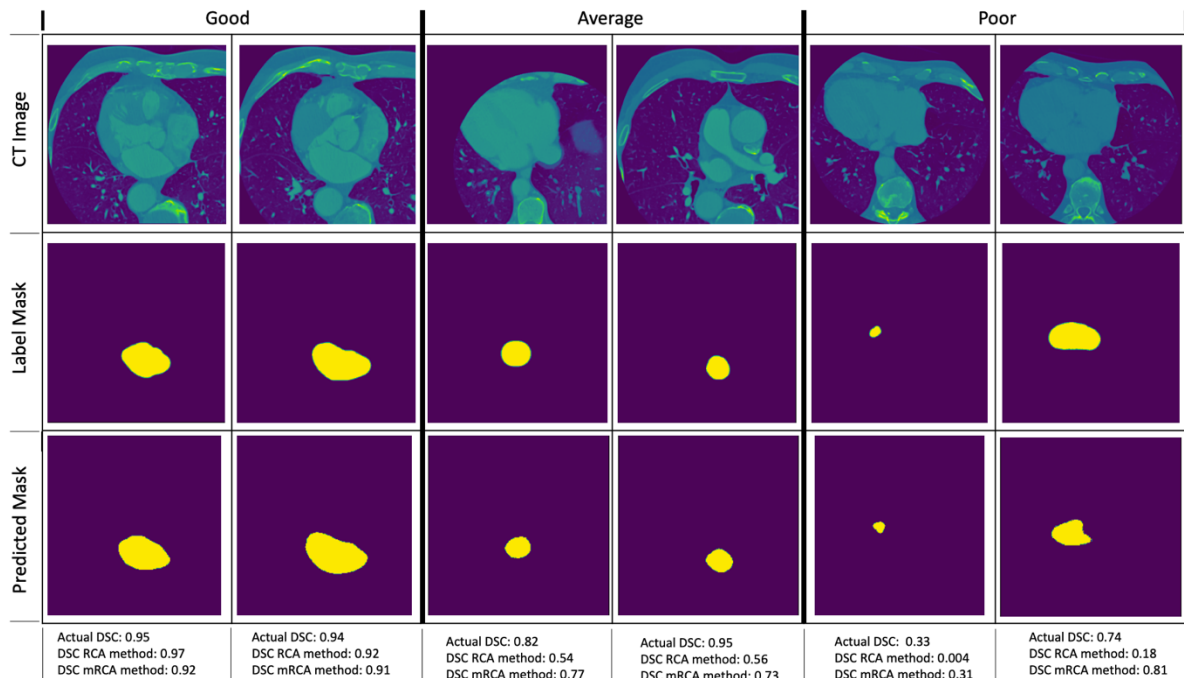 Good
Average
Poor
CT Image
Label Mask
Predicted Mask
Actual DSC: 0.95
DSC RCA method: 0.97
DSC mRCA method: 0.92
Actual DSC: 0.94
DSC RCA method: 0.92
DSC mRCA method: 0.91
Actual DSC: 0.82
DSC RCA method: 0.54
DSC mRCA method: 0.77
Actual DSC: 0.95
DSC RCA method: 0.56
DSC mRCA method: 0.73
Actual DSC:  0.33
DSC RCA method: 0.004
DSC mRCA method: 0.31
Actual DSC: 0.74
DSC RCA method: 0.18
DSC mRCA method: 0.81